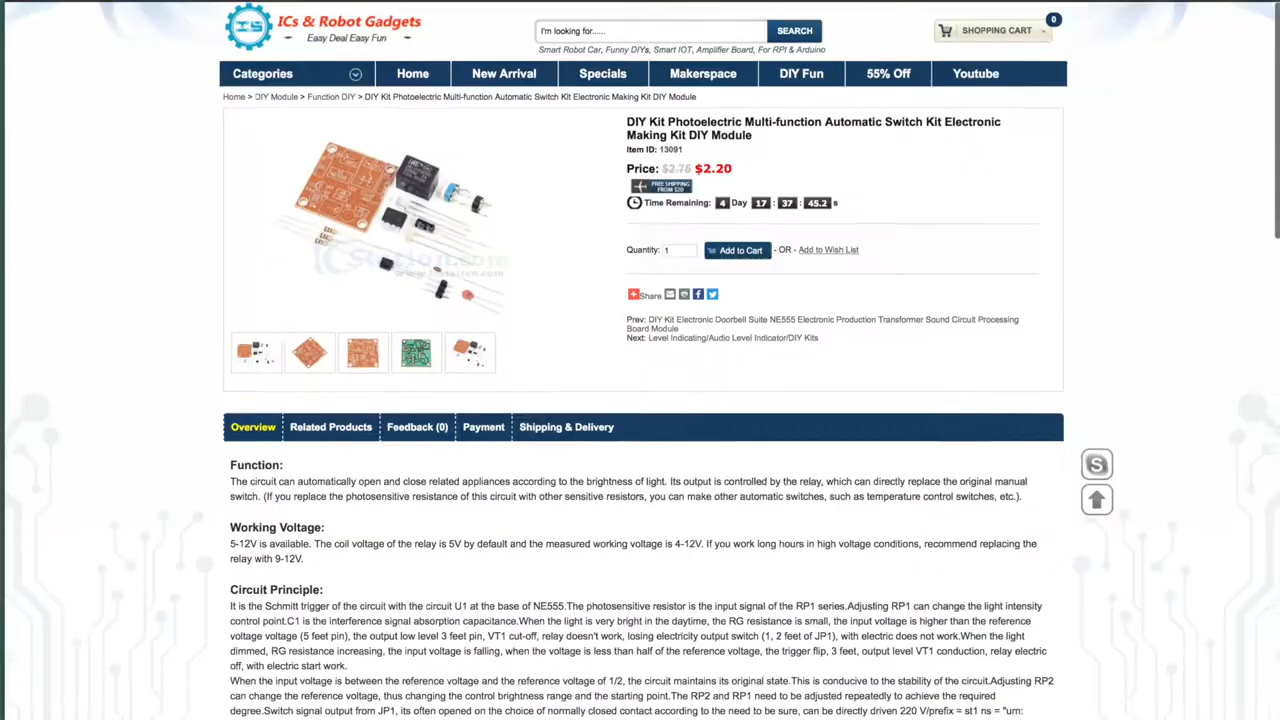 ICs & Robot Gadgets
Easy Deal Easy Fun
I'm looking for......
SEARCH
Smart Robot Car, Funny DIYs, Smart IOT, Amplifier Board, For RPI & Arduino
SHOPPING CART
0
Categories
Home
New Arrival
Specials
Makerspace
DIY Fun
55% Off
Youtube
Home > DIY Module > Function DIY > DIY Kit Photoelectric Multi-function Automatic Switch Kit Electronic Making Kit DIY Module
DIY Kit Photoelectric Multi-function Automatic Switch Kit Electronic
Making Kit DIY Module
Item ID: 13091
Price: $2.76 $2.20
FREE SHIPPING
FROM $20
Time Remaining: 4 Day 17 : 37 : 45.2 s
Quantity: 1 Add to Cart - OR - Add to Wish List
Share
Prev: DIY Kit Electronic Doorbell Suite NE555 Electronic Production Transformer Sound Circuit Processing
Board Module
Next: Level Indicating/Audio Level Indicator/DIY Kits
Overview
Related Products
Feedback (0)
Payment
Shipping & Delivery
Function:
The circuit can automatically open and close related appliances according to the brightness of light. Its output is controlled by the relay, which can directly replace the original manual
switch. (If you replace the photosensitive resistance of this circuit with other sensitive resistors, you can make other automatic switches, such as temperature control switches, etc.).
Working Voltage:
5-12V is available. The coil voltage of the relay is 5V by default and the measured working voltage is 4-12V. If you work long hours in high voltage conditions, recommend replacing the
relay with 9-12V.
Circuit Principle:
It is the Schmitt trigger of the circuit with the circuit U1 at the base of NE555.The photosensitive resistor is the input signal of the RP1 series.Adjusting RP1 can change the light intensity
control point.C1 is the interference signal absorption capacitance.When the light is very bright in the daytime, the RG resistance is small, the input voltage is higher than the reference
voltage voltage (5 feet pin), the output low level 3 feet pin, VT1 cut-off, relay doesn't work, losing electricity output switch (1, 2 feet of JP1), with electric does not work.When the light
dimmed, RG resistance increasing, the input voltage is falling, when the voltage is less than half of the reference voltage, the trigger flip, 3 feet, output level VT1 conduction, relay electric
off, with electric start work.
When the input voltage is between the reference voltage and the reference voltage of 1/2, the circuit maintains its original state.This is conducive to the stability of the circuit.Adjusting RP2
can change the reference voltage, thus changing the control brightness range and the starting point.The RP2 and RP1 need to be adjusted repeatedly to achieve the required
degree.Switch signal output from JP1, its often opened on the choice of normally closed contact according to the need to be sure, can be directly driven 220 V/prefix = st1 ns = "urn: